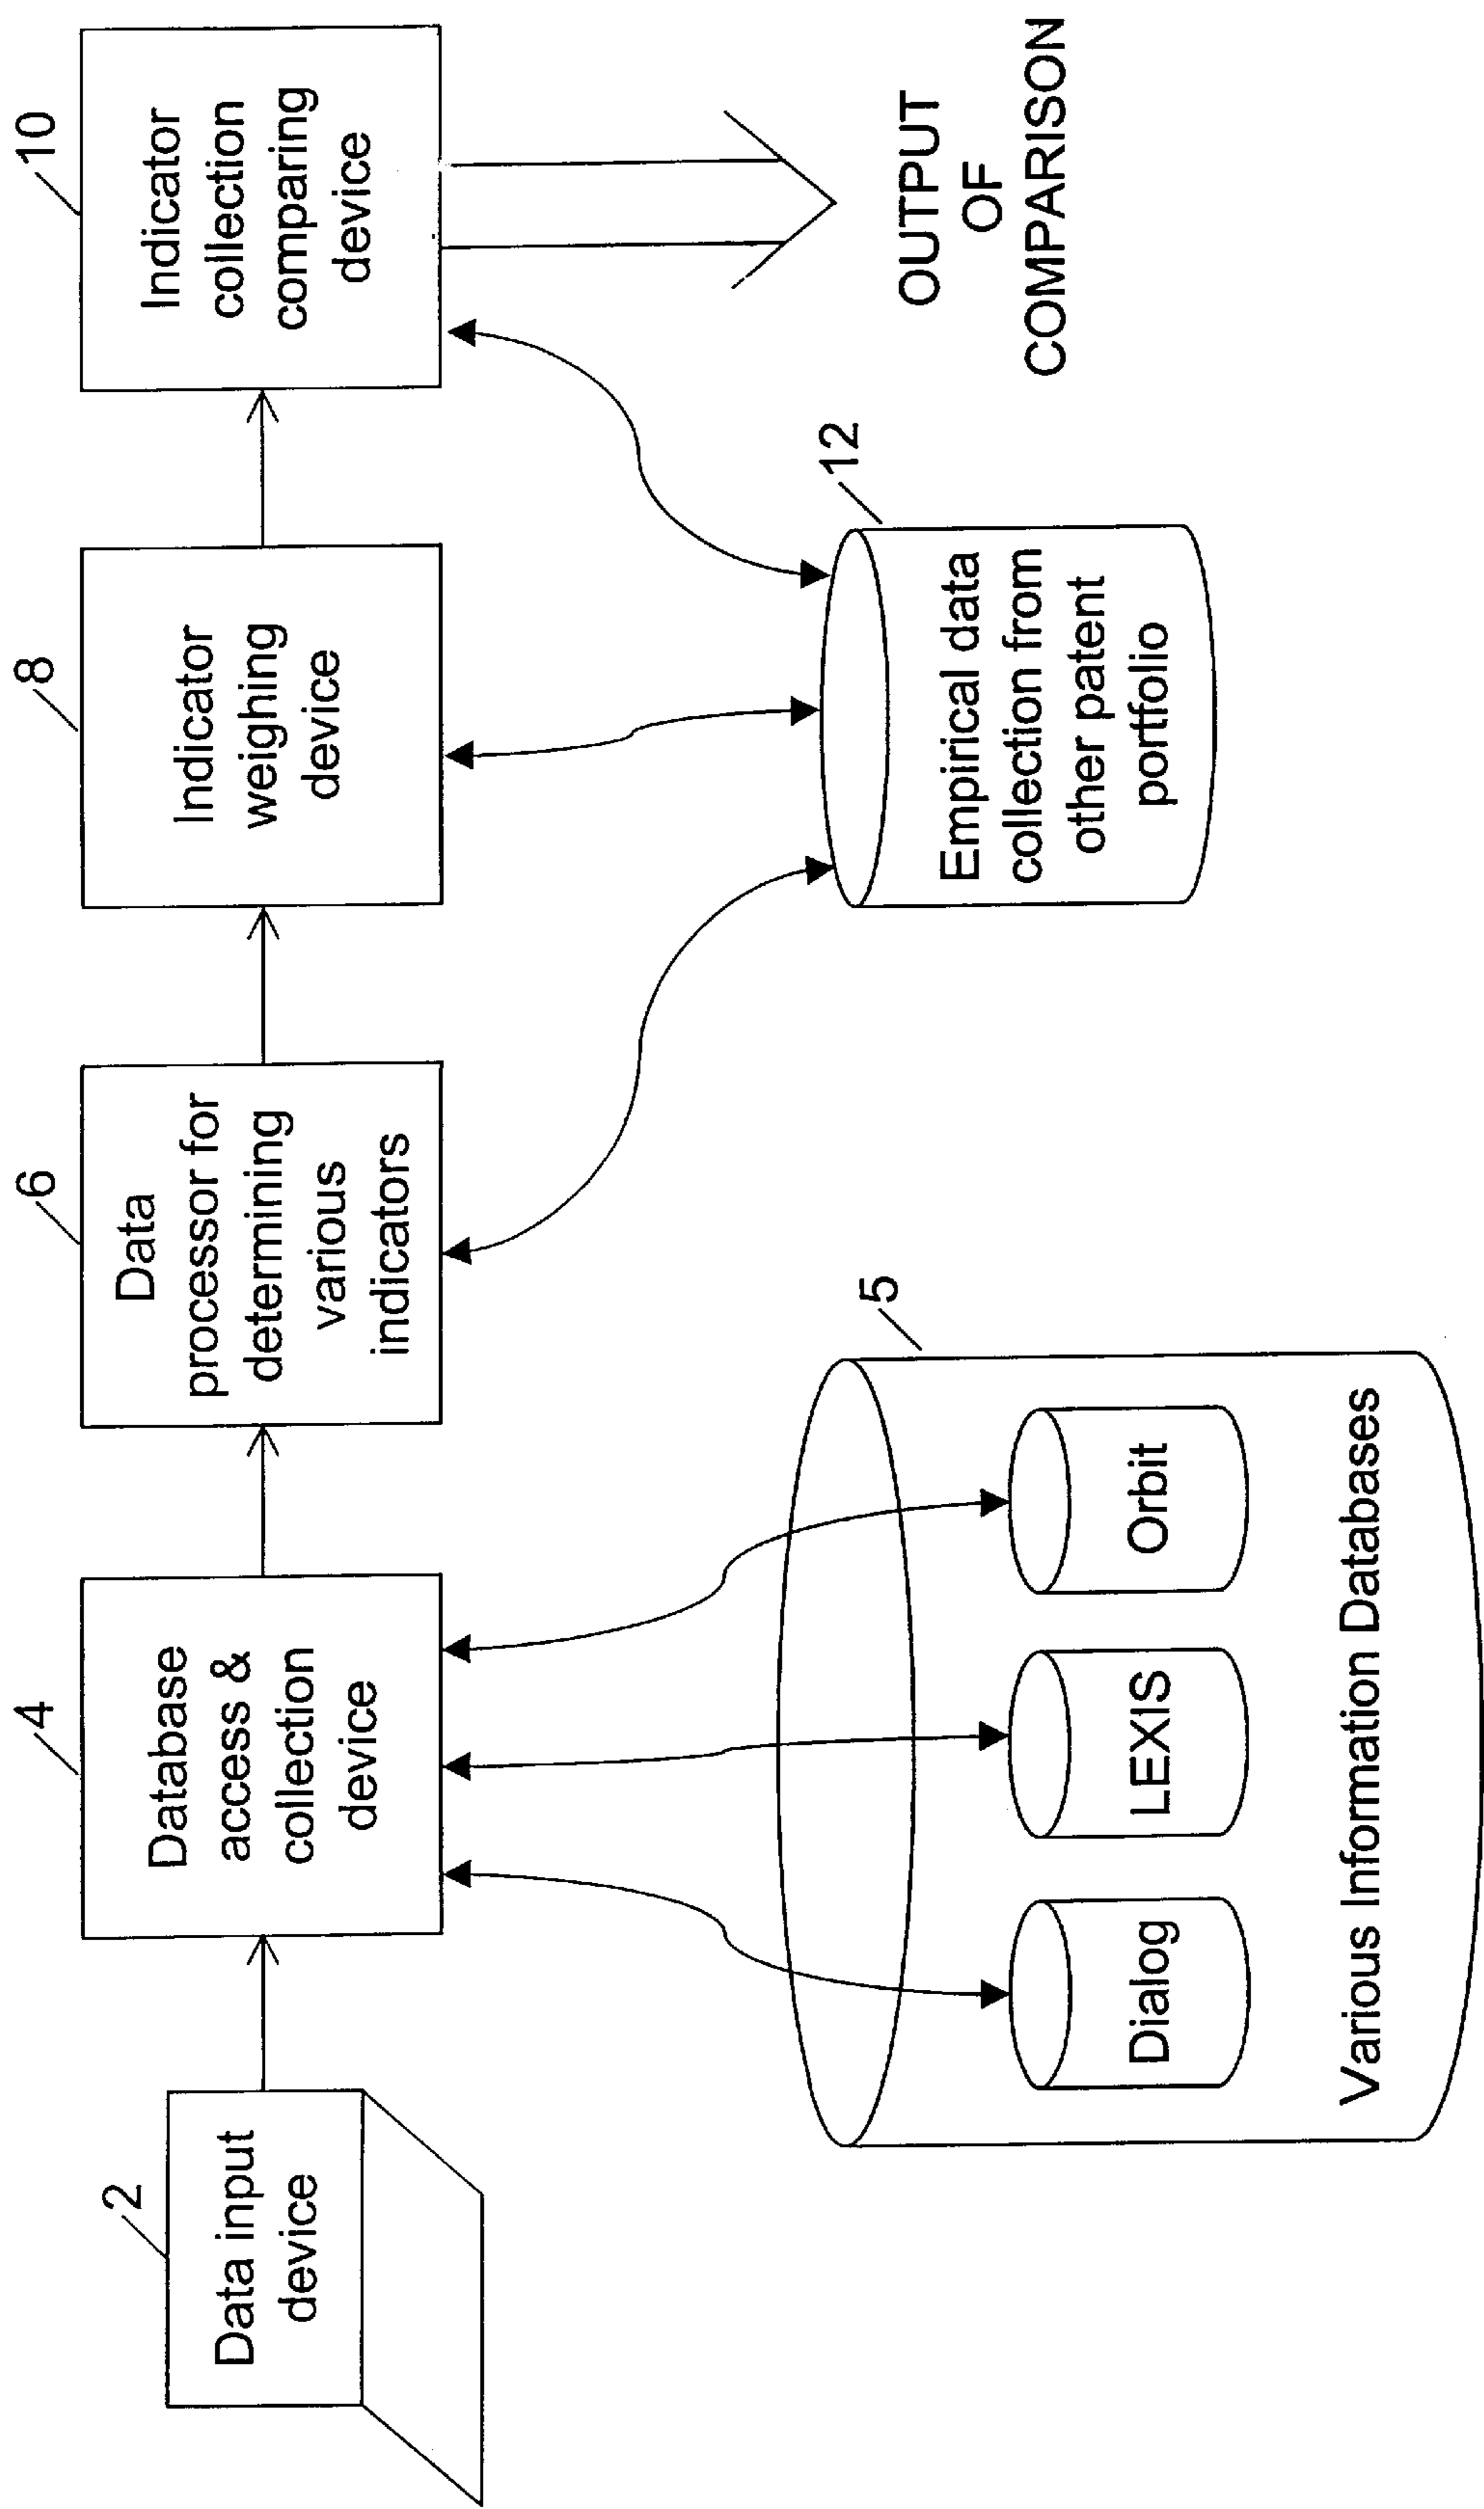 2
Data input
device
4
Database
access &
collection
device
6
Data
processor for
determining
various
indicators
8
Indicator
weighing
device
10
Indicator
collection
comparing
device
5
Dialog
LEXIS
Orbit
Various Information Databases
12
Empirical data
collection from
other patent
portfolio
OUTPUT
OF
COMPARISON